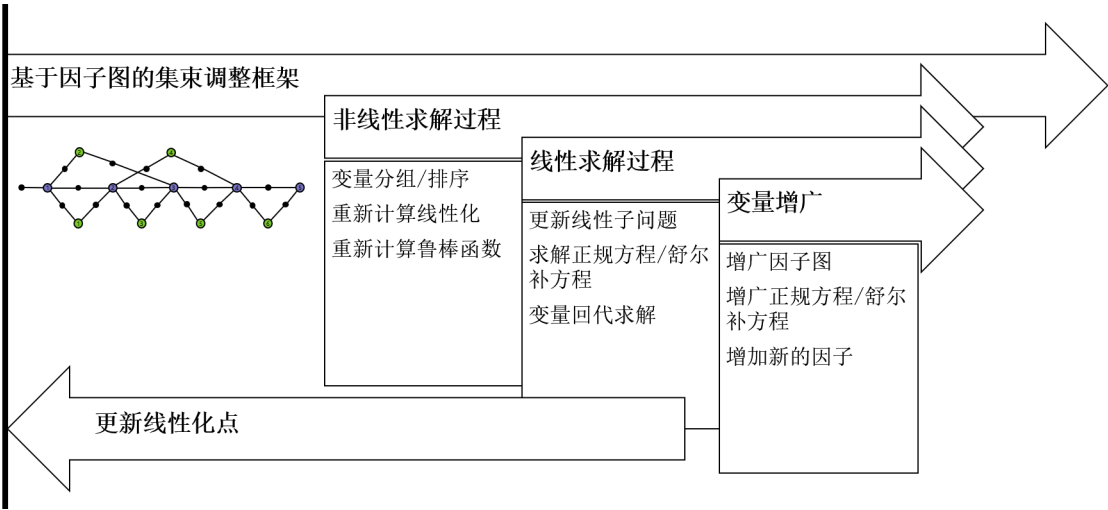 基于因子图的集束调整框架
非线性求解过程
变量分组/排序
重新计算线性化
重新计算鲁棒函数
线性求解过程
更新线性子问题
求解正规方程/舒尔
补方程
变量回代求解
变量增广
增广因子图
增广正规方程/舒尔
补方程
增加新的因子
更新线性化点